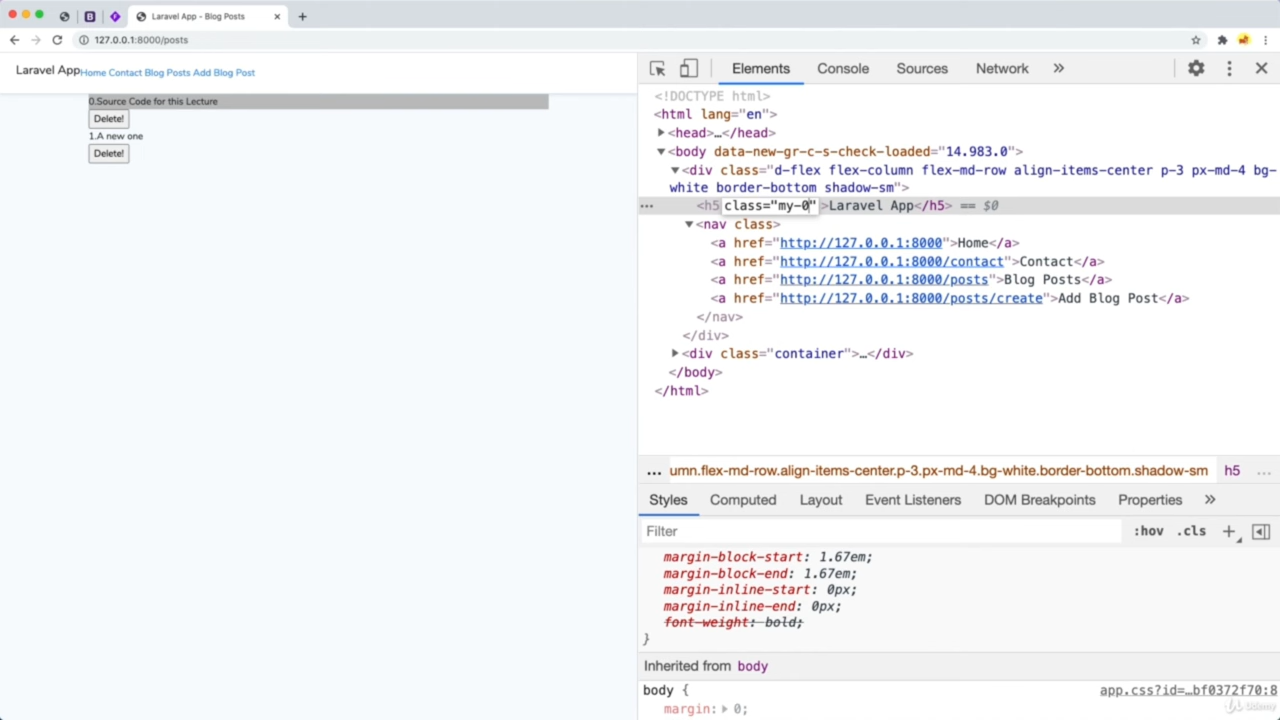 Laravel App - Blog Posts
127.0.0.1:8000/posts
Laravel App Home Contact Blog Posts Add Blog Post
0.Source Code for this Lecture
Delete!
1.A new one
Delete!
Elements Console Sources Network »
<!DOCTYPE html>
<html lang="en">
<head>…</head>
<body data-new-gr-c-s-check-loaded="14.983.0">
<div class="d-flex flex-column flex-md-row align-items-center p-3 px-md-4 bg-
white border-bottom shadow-sm">
… <h5 class="my-0" >Laravel App</h5> == $0
<nav class>
<a href="http://127.0.0.1:8000">Home</a>
<a href="http://127.0.0.1:8000/contact">Contact</a>
<a href="http://127.0.0.1:8000/posts">Blog Posts</a>
<a href="http://127.0.0.1:8000/posts/create">Add Blog Post</a>
</nav>
</div>
<div class="container">…</div>
</body>
</html>
… umn.flex-md-row.align-items-center.p-3.px-md-4.bg-white.border-bottom.shadow-sm h5 …
Styles Computed Layout Event Listeners DOM Breakpoints Properties »
Filter :hov .cls +
margin-block-start: 1.67em;
margin-block-end: 1.67em;
margin-inline-start: 0px;
margin-inline-end: 0px;
font-weight: bold;
}
Inherited from body
body { app.css?id=…bf0372f70:8
margin: 0;
Udemy